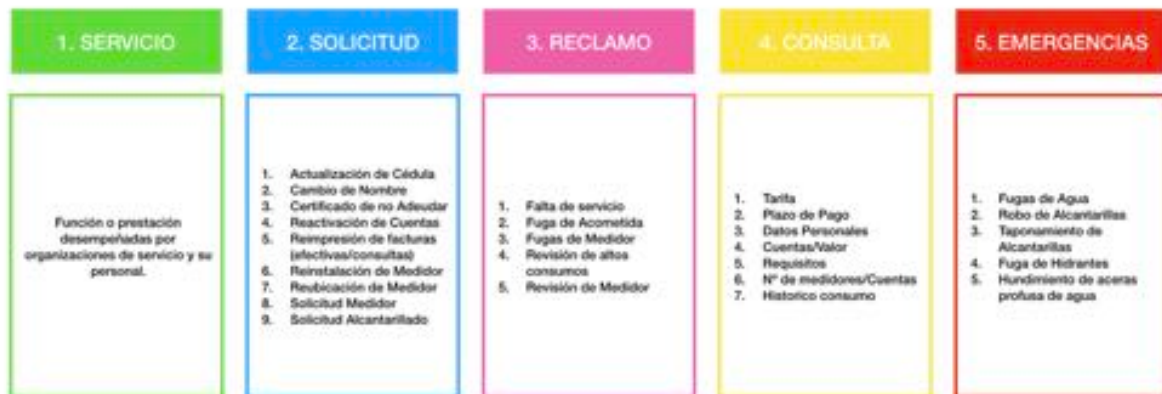 1. SERVICIO
2. SOLICITUD
3. RECLAMO
4. CONSULTA
5. EMERGENCIAS
Función o prestación
desempeñadas por
organizaciones de servicio y su
personal.
1. Actualización de Cédula
2. Cambio de Nombre
3. Certificado de no Adeudar
4. Reactivación de Cuentas
5. Reimpresión de facturas
(efectivas/consultas)
6. Reinstalación de Medidor
7. Reubicación de Medidor
8. Solicitud Medidor
9. Solicitud Alcantarillado
1. Falta de servicio
2. Fuga de Acometida
3. Fugas de Medidor
4. Revisión de altos
consumos
5. Revisión de Medidor
1. Tarifa
2. Plazo de Pago
3. Datos Personales
4. Cuentas/Valor
5. Requisitos
6. Nº de medidores/Cuentas
7. Historico consumo
1. Fugas de Agua
2. Robo de Alcantarillas
3. Taponamiento de
Alcantarillas
4. Fuga de Hidrantes
5. Hundimiento de aceras
profusa de agua